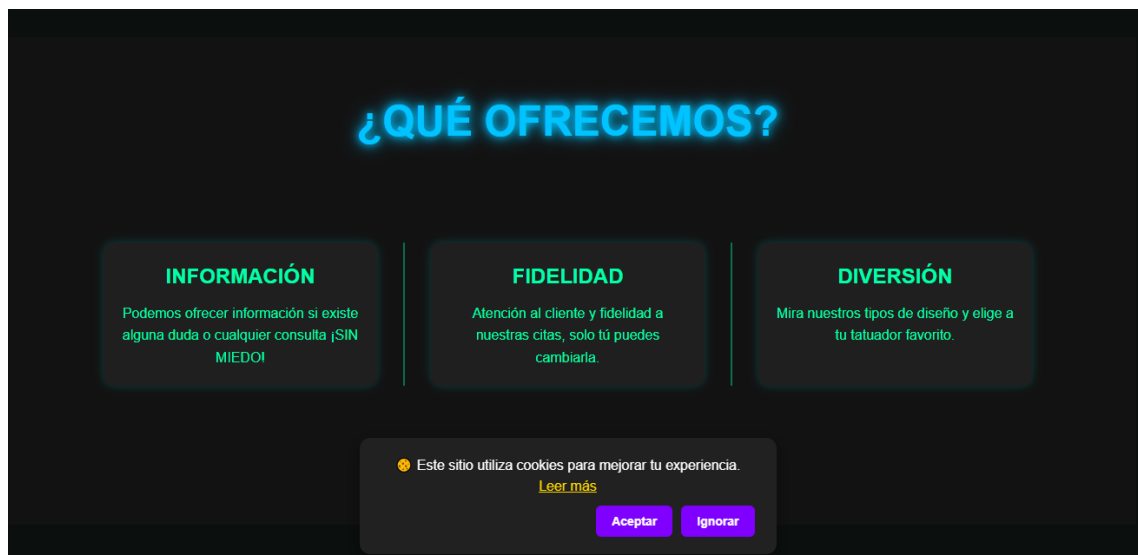 ¿QUÉ OFRECEMOS?
INFORMACIÓN
Podemos ofrecer información si existe
alguna duda o cualquier consulta ¡SIN
MIEDO!
FIDELIDAD
Atención al cliente y fidelidad a
nuestras citas, solo tú puedes
cambiarla.
DIVERSIÓN
Mira nuestros tipos de diseño y elige a
tu tatuador favorito.
Este sitio utiliza cookies para mejorar tu experiencia.
Leer más
Aceptar
Ignorar